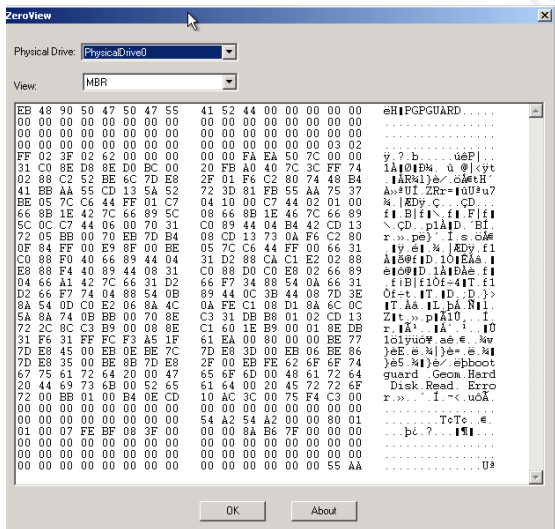 ZeroView
Physical Drive: PhysicalDrive0
View: MBR
EB 48 90 50 47 50 47 55 41 52 44 00 00 00 00 00 ëH PGPGUARD.....
00 00 00 00 00 00 00 00 00 00 00 00 00 00 00 00 ................
00 00 00 00 00 00 00 00 00 00 00 00 00 00 00 00 ................
00 00 00 00 00 00 00 00 00 00 00 00 00 00 03 02 ................
FF 02 3F 02 62 00 00 00 00 00 FA EA 50 7C 00 00 ÿ.?.b.....úêP|..
31 C0 8E D8 8E D0 BC 00 20 FB A0 40 7C 3C FF 74
02 88 C2 52 BE 6C 7D E8 2F 01 F6 C2 80 74 48 B4
41 BB AA 55 CD 13 5A 52 72 3D 81 FB 55 AA 75 37
BE 05 7C C6 44 FF 01 C7 04 10 00 C7 44 02 01 00
66 8B 1E 42 7C 66 89 5C 08 66 8B 1E 46 7C 66 89
5C 0C C7 44 06 00 70 31 C0 89 44 04 B4 42 CD 13
72 05 BB 00 70 EB 7D B4 08 CD 13 73 0A F6 C2 80
0F 84 FF 00 E9 8F 00 BE 05 7C C6 44 FF 00 66 31
C0 88 F0 40 66 89 44 04 31 D2 88 CA C1 E2 02 88
E8 88 F4 40 89 44 08 31 C0 88 D0 C0 E8 02 66 89
04 66 A1 42 7C 66 31 D2 66 F7 34 88 54 0A 66 31
D2 66 F7 74 04 88 54 0B 89 44 0C 3B 44 08 7D 3E
8A 54 0D C0 E2 06 8A 4C 0A FE C1 08 D1 8A 6C 0C
5A 8A 74 0B BB 00 70 8E C3 31 DB B8 01 02 CD 13
72 2C 8C C3 B9 00 01 8E C1 60 1E B9 00 01 8E DB
31 F6 31 FF FC F3 A5 1F 61 EA 00 80 00 00 BE 77
7D E8 45 00 EB 0E BE 7C 7D E8 3D 00 EB 06 BE 86
7D E8 35 00 BE 8B 7D E8 2F 00 EB FE 62 6F 6F 74
67 75 61 72 64 20 00 47 65 6F 6D 00 48 61 72 64 guard .Geom.Hard
20 44 69 73 6B 00 52 65 61 64 00 20 45 72 72 6F Disk.Read. Erro
72 00 BB 01 00 B4 0E CD 10 AC 3C 00 75 F4 C3 00
00 00 00 00 00 00 00 00 00 00 00 00 00 00 00 00 ................
00 00 00 00 00 00 00 00 54 A2 54 A2 00 00 80 01 ........T¢T¢..€.
01 00 07 FE BF 08 3F 00 00 00 8A B6 7F 00 00 00
00 00 00 00 00 00 00 00 00 00 00 00 00 00 00 00 ................
00 00 00 00 00 00 00 00 00 00 00 00 00 00 00 00 ................
00 00 00 00 00 00 00 00 00 00 00 00 00 00 55 AA ..............Uª
OK About